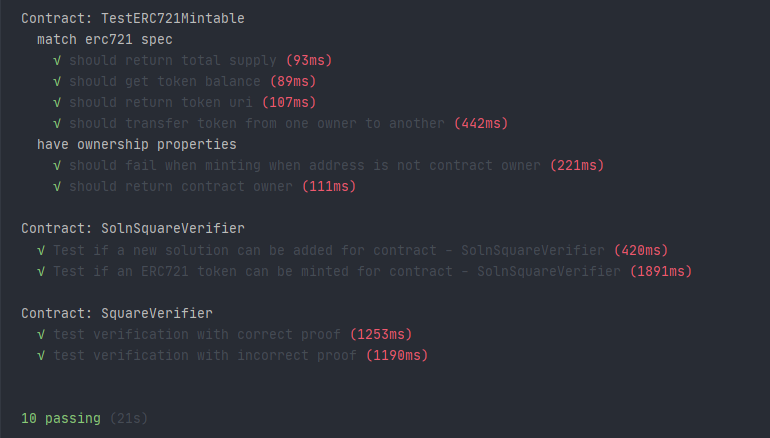 Contract: TestERC721Mintable
match erc721 spec
√ should return total supply (93ms)
√ should get token balance (89ms)
√ should return token uri (107ms)
√ should transfer token from one owner to another (442ms)
have ownership properties
√ should fail when minting when address is not contract owner (221ms)
√ should return contract owner (111ms)
Contract: SolnSquareVerifier
√ Test if a new solution can be added for contract - SolnSquareVerifier (420ms)
√ Test if an ERC721 token can be minted for contract - SolnSquareVerifier (1891ms)
Contract: SquareVerifier
√ test verification with correct proof (1253ms)
√ test verification with incorrect proof (1190ms)
10 passing (21s)